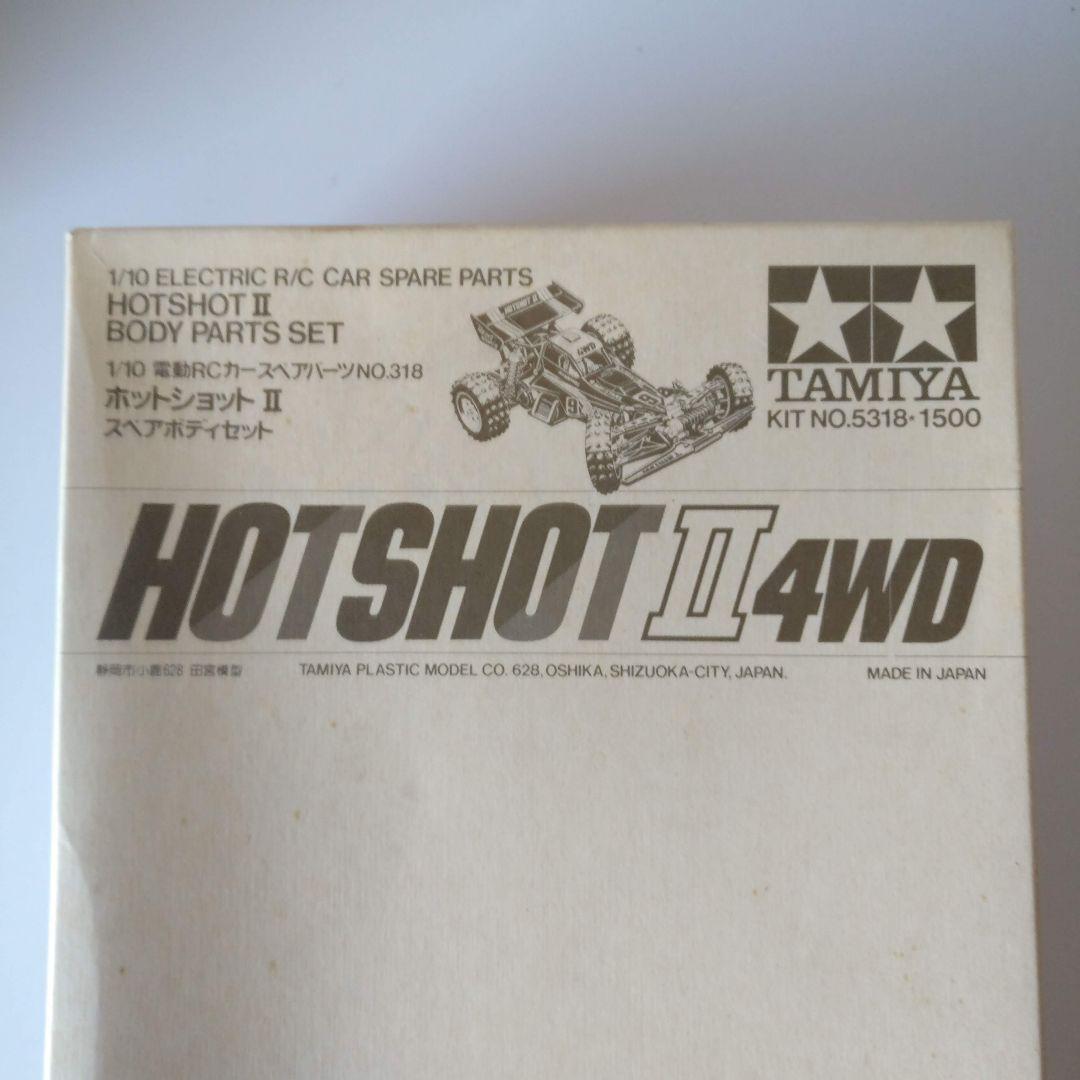 1/10 ELECTRIC R/C CAR SPARE PARTS
HOTSHOT II
BODY PARTS SET
1/10 電動RCカースペアパーツNO.318
ホットショット II
スペアボディセット
HOTSHOT II
4WD
TAMIYA
KIT NO.5318★1500
HOTSHOT II 4WD
静岡市小鹿628 田宮模型
TAMIYA PLASTIC MODEL CO. 628, OSHIKA, SHIZUOKA-CITY, JAPAN.
MADE IN JAPAN